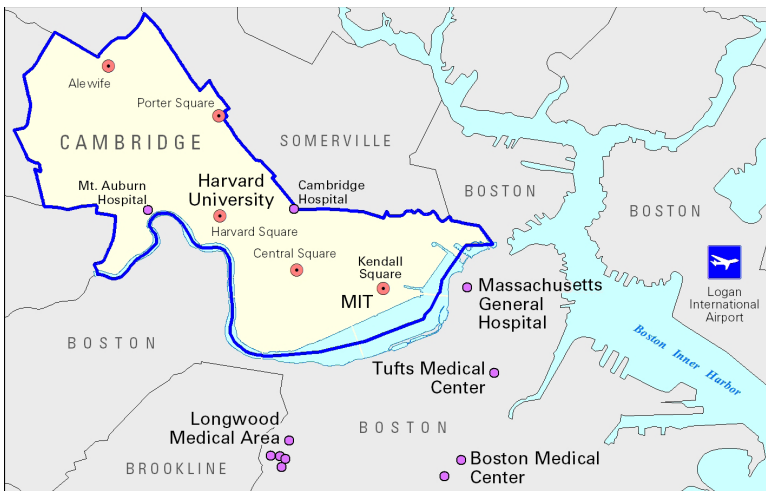 Alewife
Porter Square
CAMBRIDGE
SOMERVILLE
Mt. Auburn
Hospital
Harvard
University
Cambridge
Hospital
BOSTON
BOSTON
Harvard Square
Central Square
Kendall
Square
MIT
Massachusetts
General
Hospital
Logan
International
Airport
BOSTON
Boston Inner Harbor
Tufts Medical
Center
Longwood
Medical Area
BOSTON
BROOKLINE
Boston Medical
Center